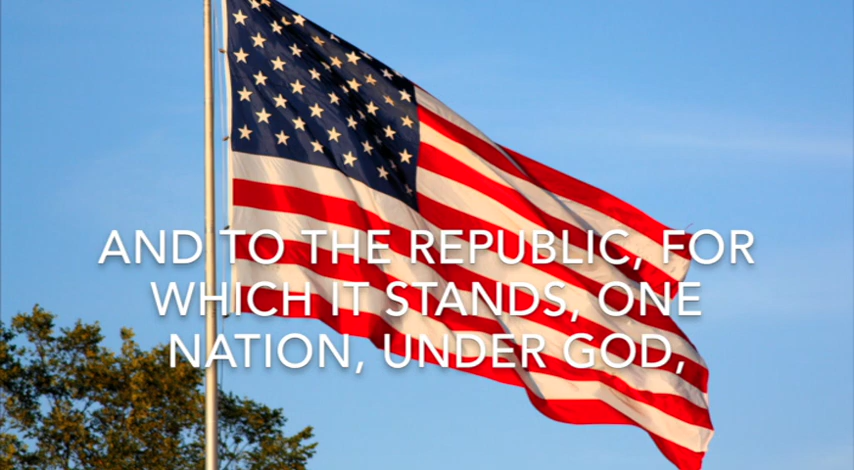 AND TO THE REPUBLIC, FOR
WHICH IT STANDS, ONE
NATION, UNDER GOD,